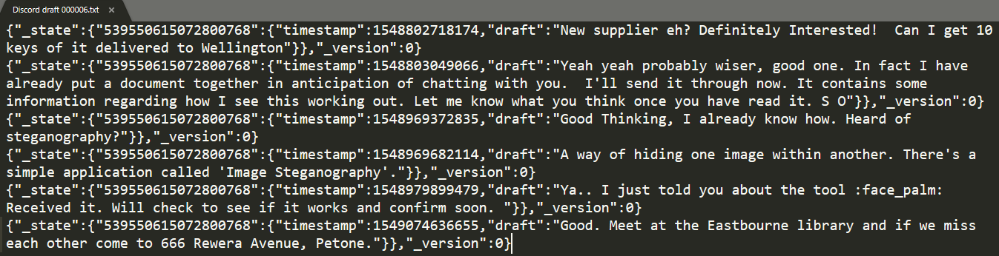 Discord draft 000006.txt ×
{"_state":{"539550615072800768":{"timestamp":1548802718174,"draft":"New supplier eh? Definitely Interested!  Can I get 10
keys of it delivered to Wellington"}},"_version":0}
{"_state":{"539550615072800768":{"timestamp":1548803049066,"draft":"Yeah yeah probably wiser, good one. In fact I have
already put a document together in anticipation of chatting with you.  I'll send it through now. It contains some
information regarding how I see this working out. Let me know what you think once you have read it. S O"}},"_version":0}
{"_state":{"539550615072800768":{"timestamp":1548969372835,"draft":"Good Thinking, I already know how. Heard of
steganography?"}},"_version":0}
{"_state":{"539550615072800768":{"timestamp":1548969682114,"draft":"A way of hiding one image within another. There's a
simple application called 'Image Steganography'."}},"_version":0}
{"_state":{"539550615072800768":{"timestamp":1548979899479,"draft":"Ya.. I just told you about the tool :face_palm:
Received it. Will check to see if it works and confirm soon. "}},"_version":0}
{"_state":{"539550615072800768":{"timestamp":1549074636655,"draft":"Good. Meet at the Eastbourne library and if we miss
each other come to 666 Rewera Avenue, Petone."}},"_version":0}